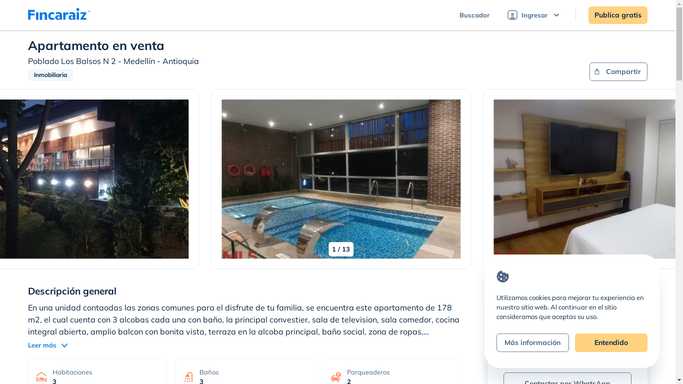 Fincaraiz
Buscador
Ingresar
Publica gratis
Apartamento en venta
Poblado Los Balsos N 2 - Medellín - Antioquia
Inmobiliaria
Compartir
1 / 13
Descripción general
En una unidad contaodas las zonas comunes para el disfrute de tu familia, se encuentra este apartamento de 178
m2, el cual cuenta con 3 alcobas cada una con baño, la principal convestier, sala de television, sala comedor, cocina
integral abierta, amplio balcon con bonita vista, terraza en la alcoba principal, baño social, zona de ropas,...
Leer más
Habitaciones
3
Baños
3
Parqueaderos
2
Utilizamos cookies para mejorar tu experiencia en
nuestro sitio web. Al continuar en el sitio
consideramos que aceptas su uso.
Más información
Entendido
Contactar por WhatsApp